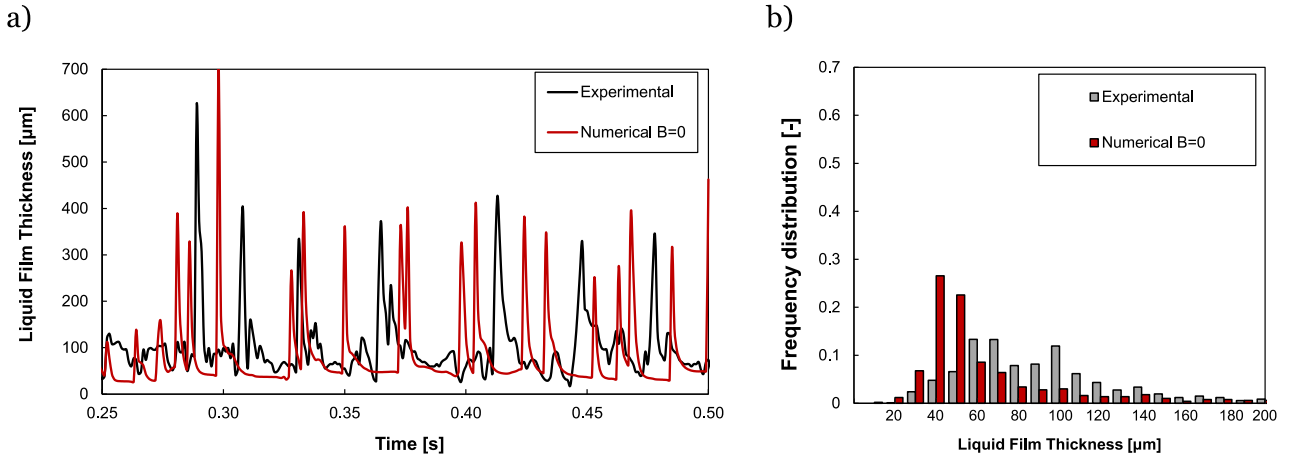 a)
Liquid Film Thickness [µm]
700
600
500
400
300
200
100
0
0.25 0.30 0.35 0.40 0.45 0.50
Time [s]
Experimental
Numerical B=0
b)
Frequency distribution [-]
0.7
0.6
0.5
0.4
0.3
0.2
0.1
0
20 40 60 80 100 120 140 160 180 200
Liquid Film Thickness [µm]
Experimental
Numerical B=0